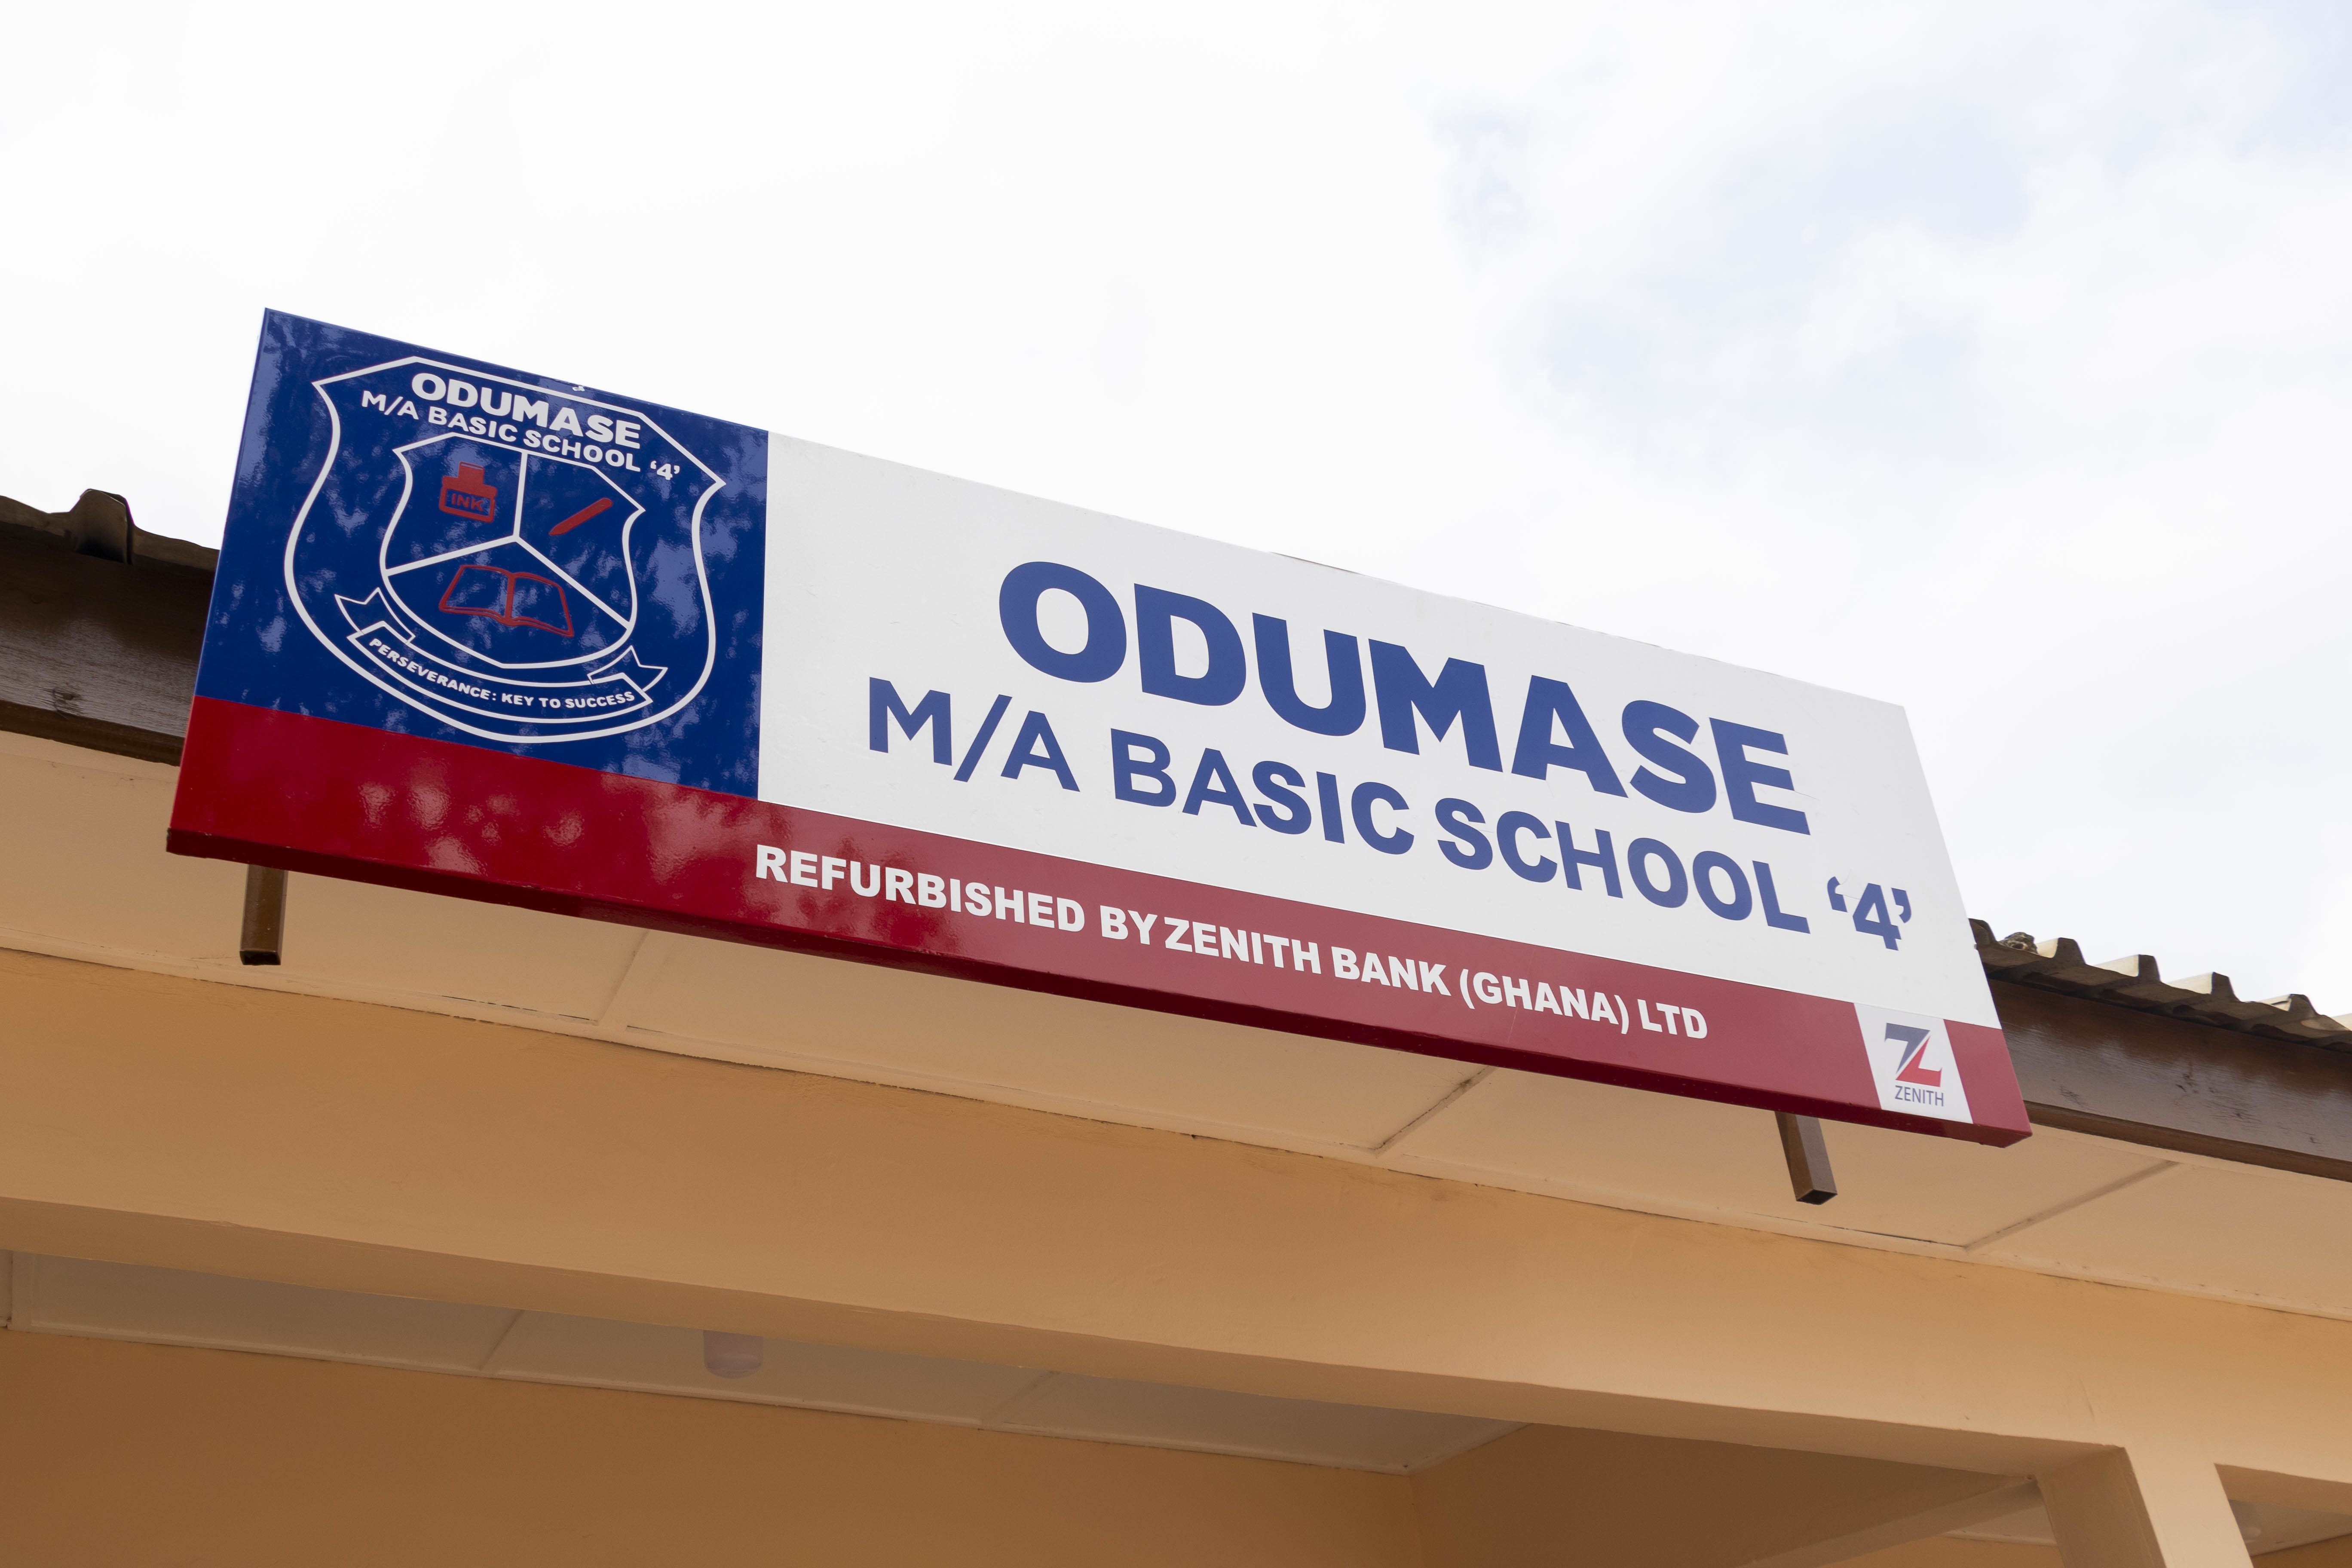 ODUMASE
M/A BASIC SCHOOL ‘4’
INK
PERSEVERANCE: KEY TO SUCCESS
ODUMASE
M/A BASIC SCHOOL ‘4’
REFURBISHED BY ZENITH BANK (GHANA) LTD
ZENITH